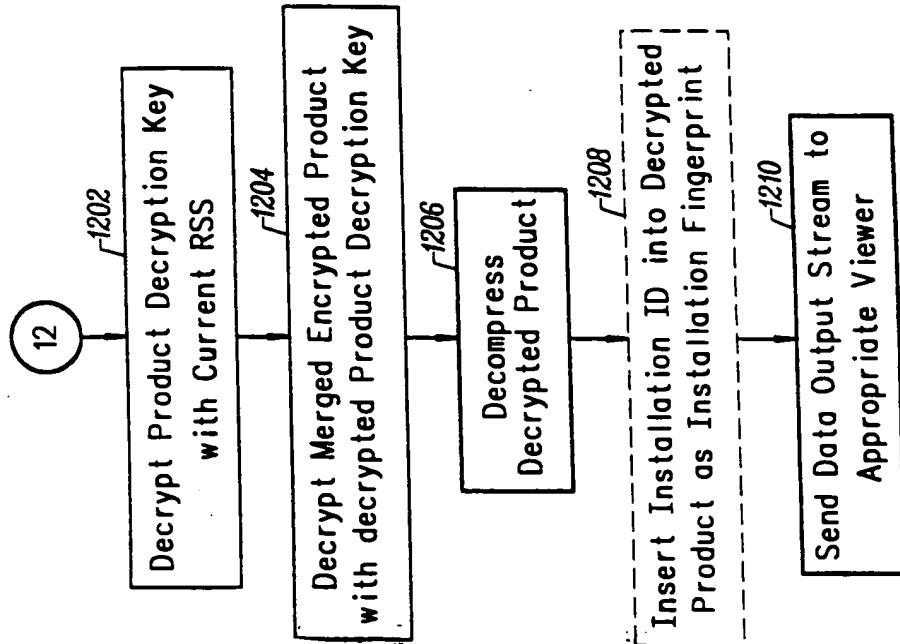 12
1202
Decrypt Product Decryption Key
with Current RSS
1204
Decrypt Merged Encrypted Product
with decrypted Product Decryption Key
1206
Decompress
Decrypted Product
1208
Insert Installation ID into Decrypted
Product as Installation Fingerprint
1210
Send Data Output Stream to
Appropriate Viewer